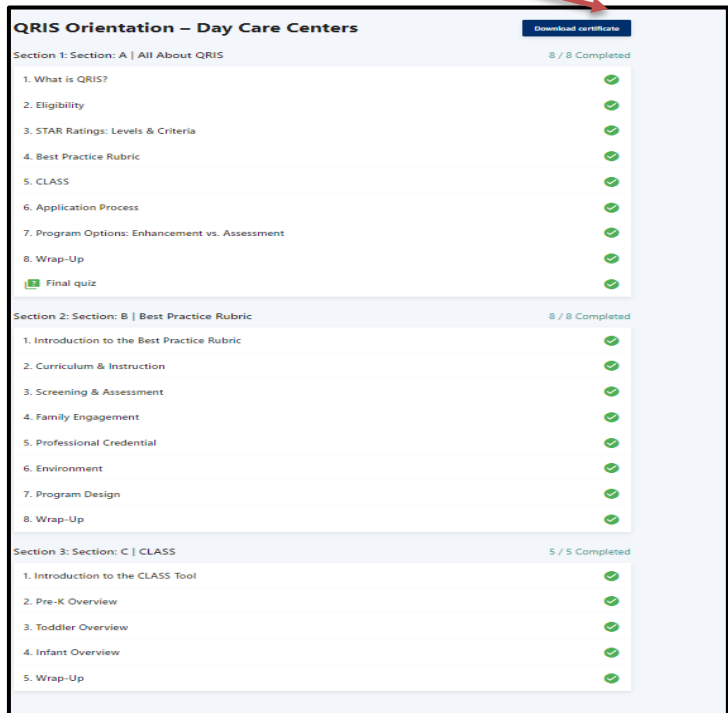 QRIS Orientation – Day Care Centers
Download certificate
Section 1: Section: A | All About QRIS 8 / 8 Completed
1. What is QRIS?
2. Eligibility
3. STAR Ratings: Levels & Criteria
4. Best Practice Rubric
5. CLASS
6. Application Process
7. Program Options: Enhancement vs. Assessment
8. Wrap-Up
Final quiz
Section 2: Section: B | Best Practice Rubric 8 / 8 Completed
1. Introduction to the Best Practice Rubric
2. Curriculum & Instruction
3. Screening & Assessment
4. Family Engagement
5. Professional Credential
6. Environment
7. Program Design
8. Wrap-Up
Section 3: Section: C | CLASS 5 / 5 Completed
1. Introduction to the CLASS Tool
2. Pre-K Overview
3. Toddler Overview
4. Infant Overview
5. Wrap-Up